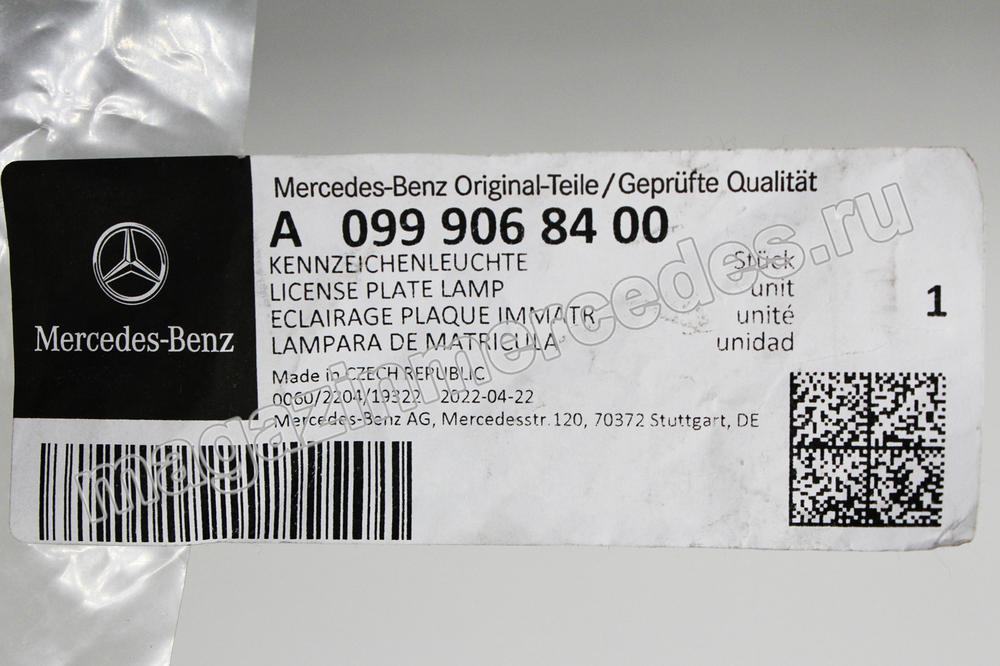 Mercedes-Benz Original-Teile/Geprüfte Qualität
A 099 906 84 00
KENNZEICHENLEUCHTE Stück
LICENSE PLATE LAMP unit
ECLAIRAGE PLAQUE IMMATR unité
LAMPARA DE MATRICULA unidad
1
Made in CZECH REPUBLIC
0060/2204/19322 2022-04-22
Mercedes-Benz AG, Mercedesstr. 120, 70372 Stuttgart, DE
Mercedes-Benz
magazinmercedes.ru